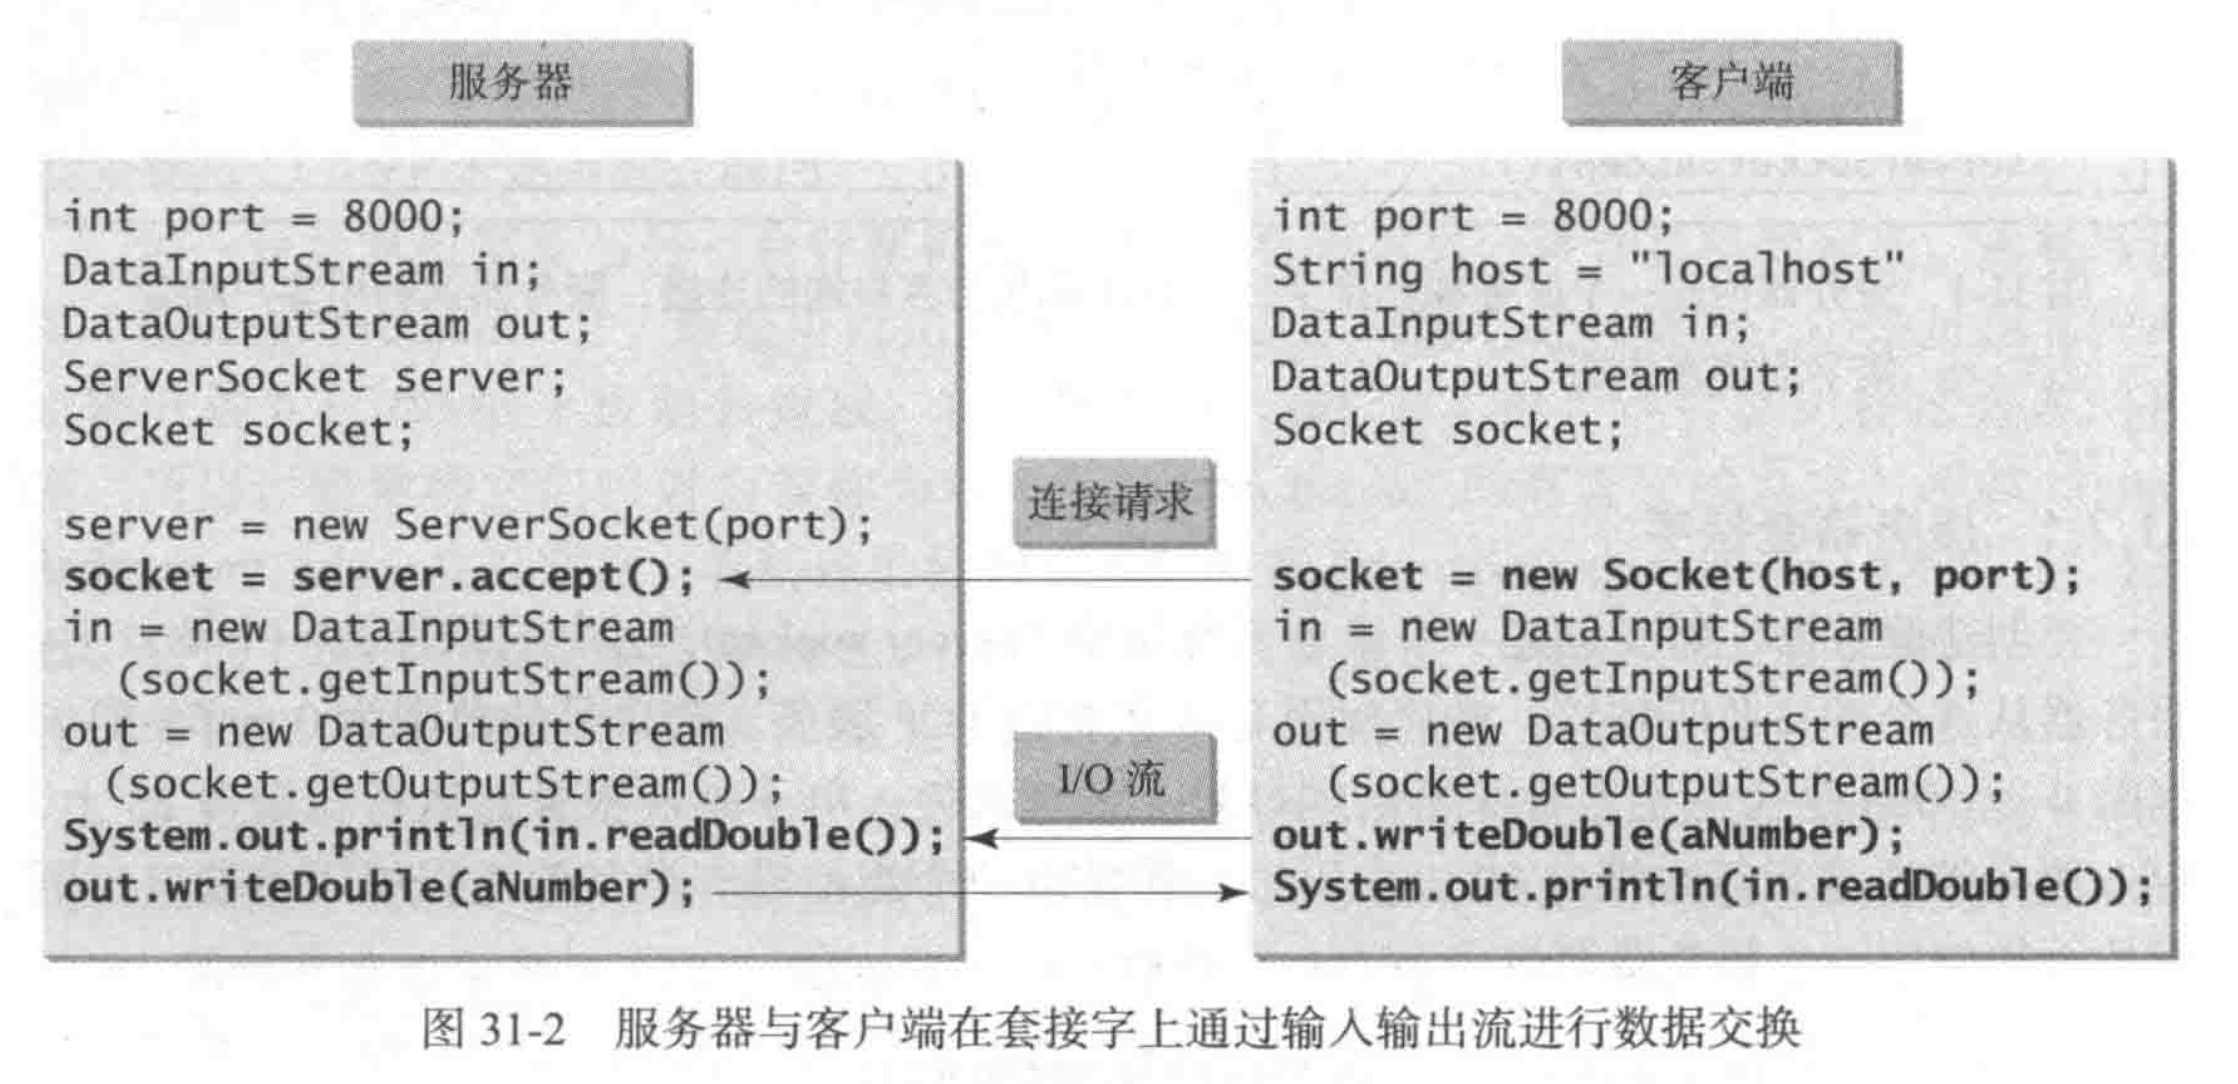 服务器
int port = 8000;
DataInputStream in;
DataOutputStream out;
ServerSocket server;
Socket socket;
server = new ServerSocket(port);
socket = server.accept();
in = new DataInputStream
(socket.getInputStream());
out = new DataOutputStream
(socket.getOutputStream());
System.out.println(in.readDouble());
out.writeDouble(aNumber);
连接请求
I/O 流
客户端
int port = 8000;
String host = "localhost"
DataInputStream in;
DataOutputStream out;
Socket socket;
socket = new Socket(host, port);
in = new DataInputStream
(socket.getInputStream());
out = new DataOutputStream
(socket.getOutputStream());
out.writeDouble(aNumber);
System.out.println(in.readDouble());
图 31-2 服务器与客户端在套接字上通过输入输出流进行数据交换